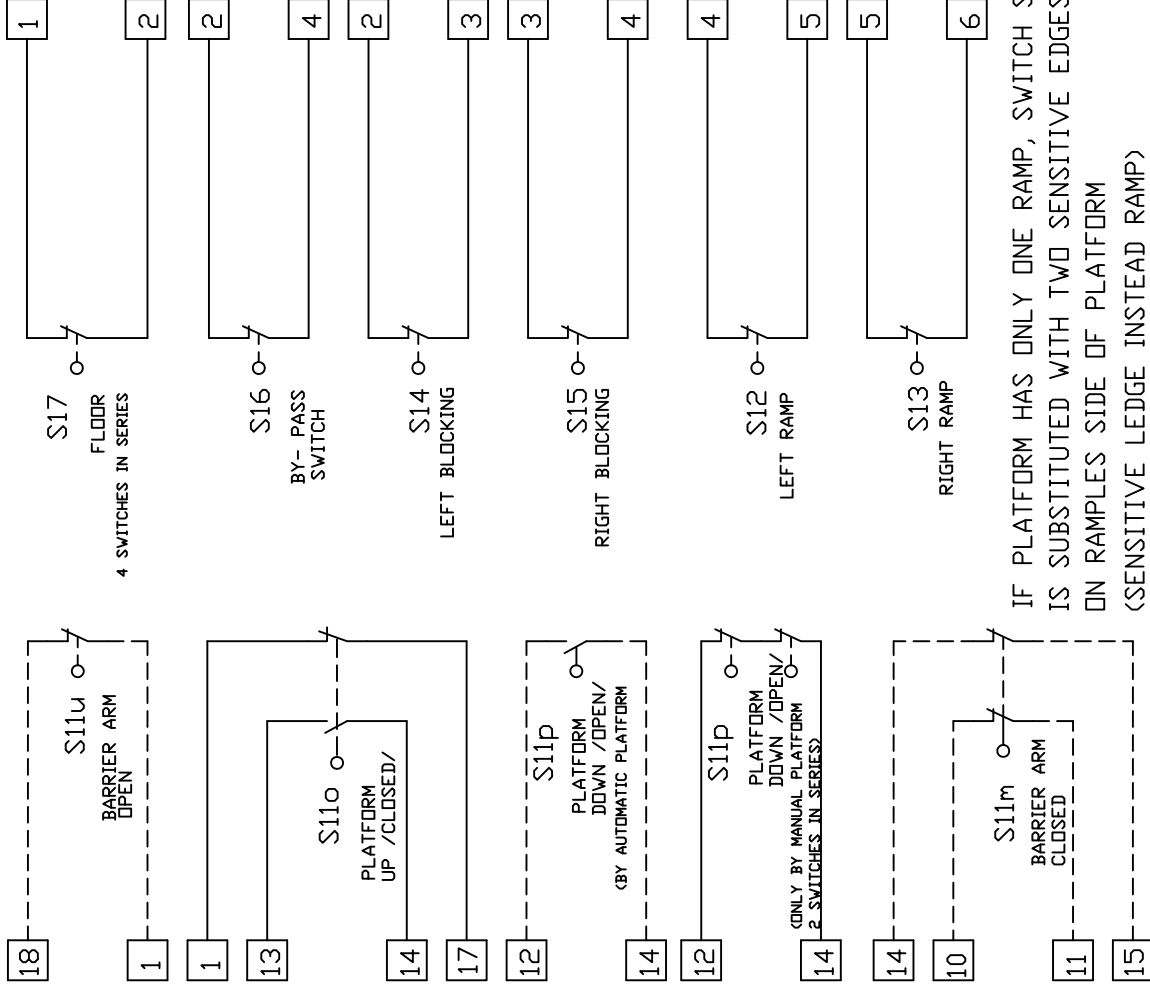 1
2
S17
FLOOR
4 SWITCHES IN SERIES
2
4
S16
BY- PASS
SWITCH
2
3
S14
LEFT BLOCKING
3
4
S15
RIGHT BLOCKING
4
5
S12
LEFT RAMP
5
6
S13
RIGHT RAMP
IF PLATFORM HAS ONLY ONE RAMP, SWITCH S
IS SUBSTITUTED WITH TWO SENSITIVE EDGES
ON RAMPLES SIDE OF PLATFORM
(SENSITIVE LEDGE INSTEAD RAMP)
18
1
S11u
BARRIER ARM
OPEN
1
13
14
17
S11o
PLATFORM
UP /CLOSED/
12
14
S11p
PLATFORM
DOWN /OPEN/
(BY AUTOMATIC PLATFORM
12
14
S11p
PLATFORM
DOWN /OPEN/
(ONLY BY MANUAL PLATFORM
2 SWITCHES IN SERIES)
14
10
11
15
S11m
BARRIER ARM
CLOSED